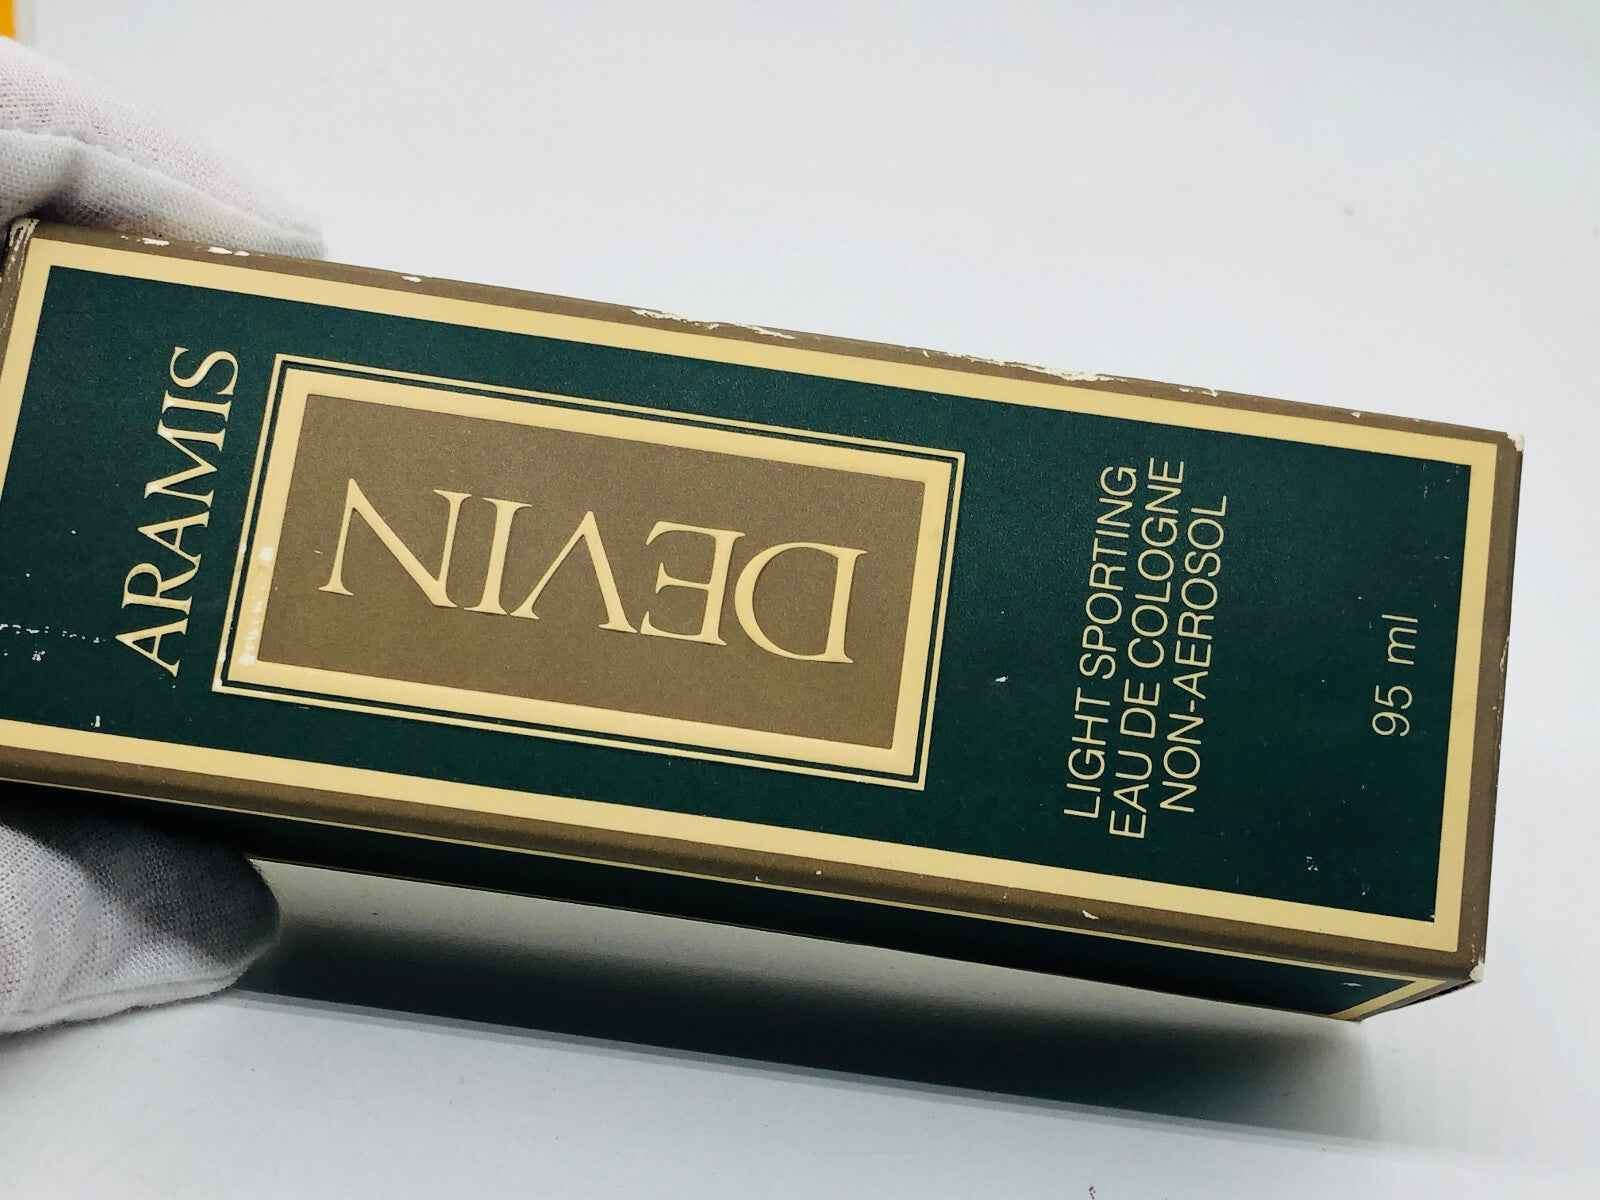 ARAMIS
DEVIN
LIGHT SPORTING
EAU DE COLOGNE
NON-AEROSOL
95 ml